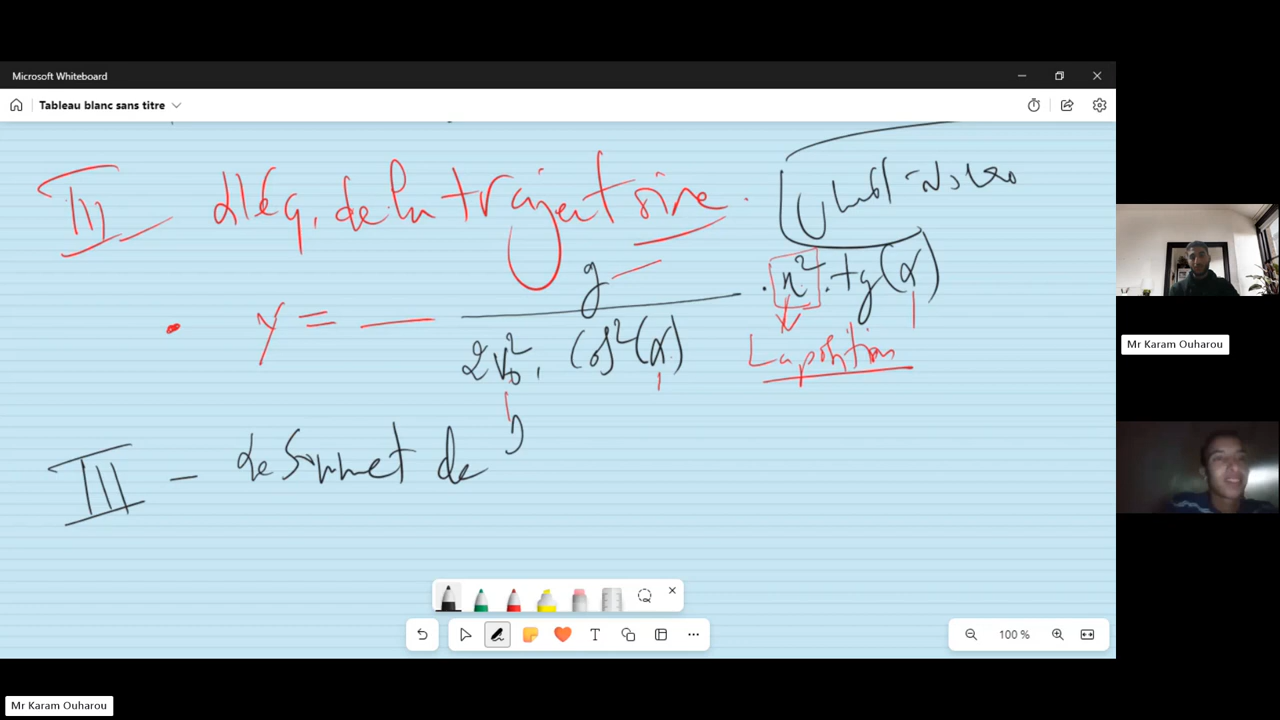 Microsoft Whiteboard
Tableau blanc sans titre
III - L'éq. de la trajectoire.
y = - g / 2v₀² . cos²(α) . x² . tg(α)
La position
III - Le Sommet de
100 %
Mr Karam Ouharou
Mr Karam Ouharou